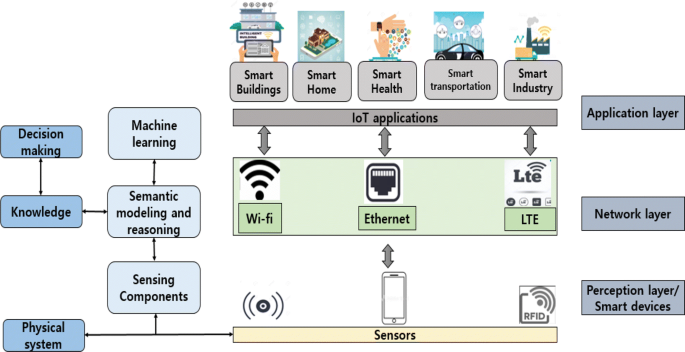 INTELLIGENT
BUILDING
Smart
Buildings
Smart
Home
Smart
Health
Smart
transportation
Smart
Industry
IoT applications
Application layer
Machine
learning
Decision
making
Knowledge
Semantic
modeling and
reasoning
Lte
Wi-fi
Ethernet
LTE
Network layer
Sensing
Components
Physical
system
RFID
Sensors
Perception layer/
Smart devices